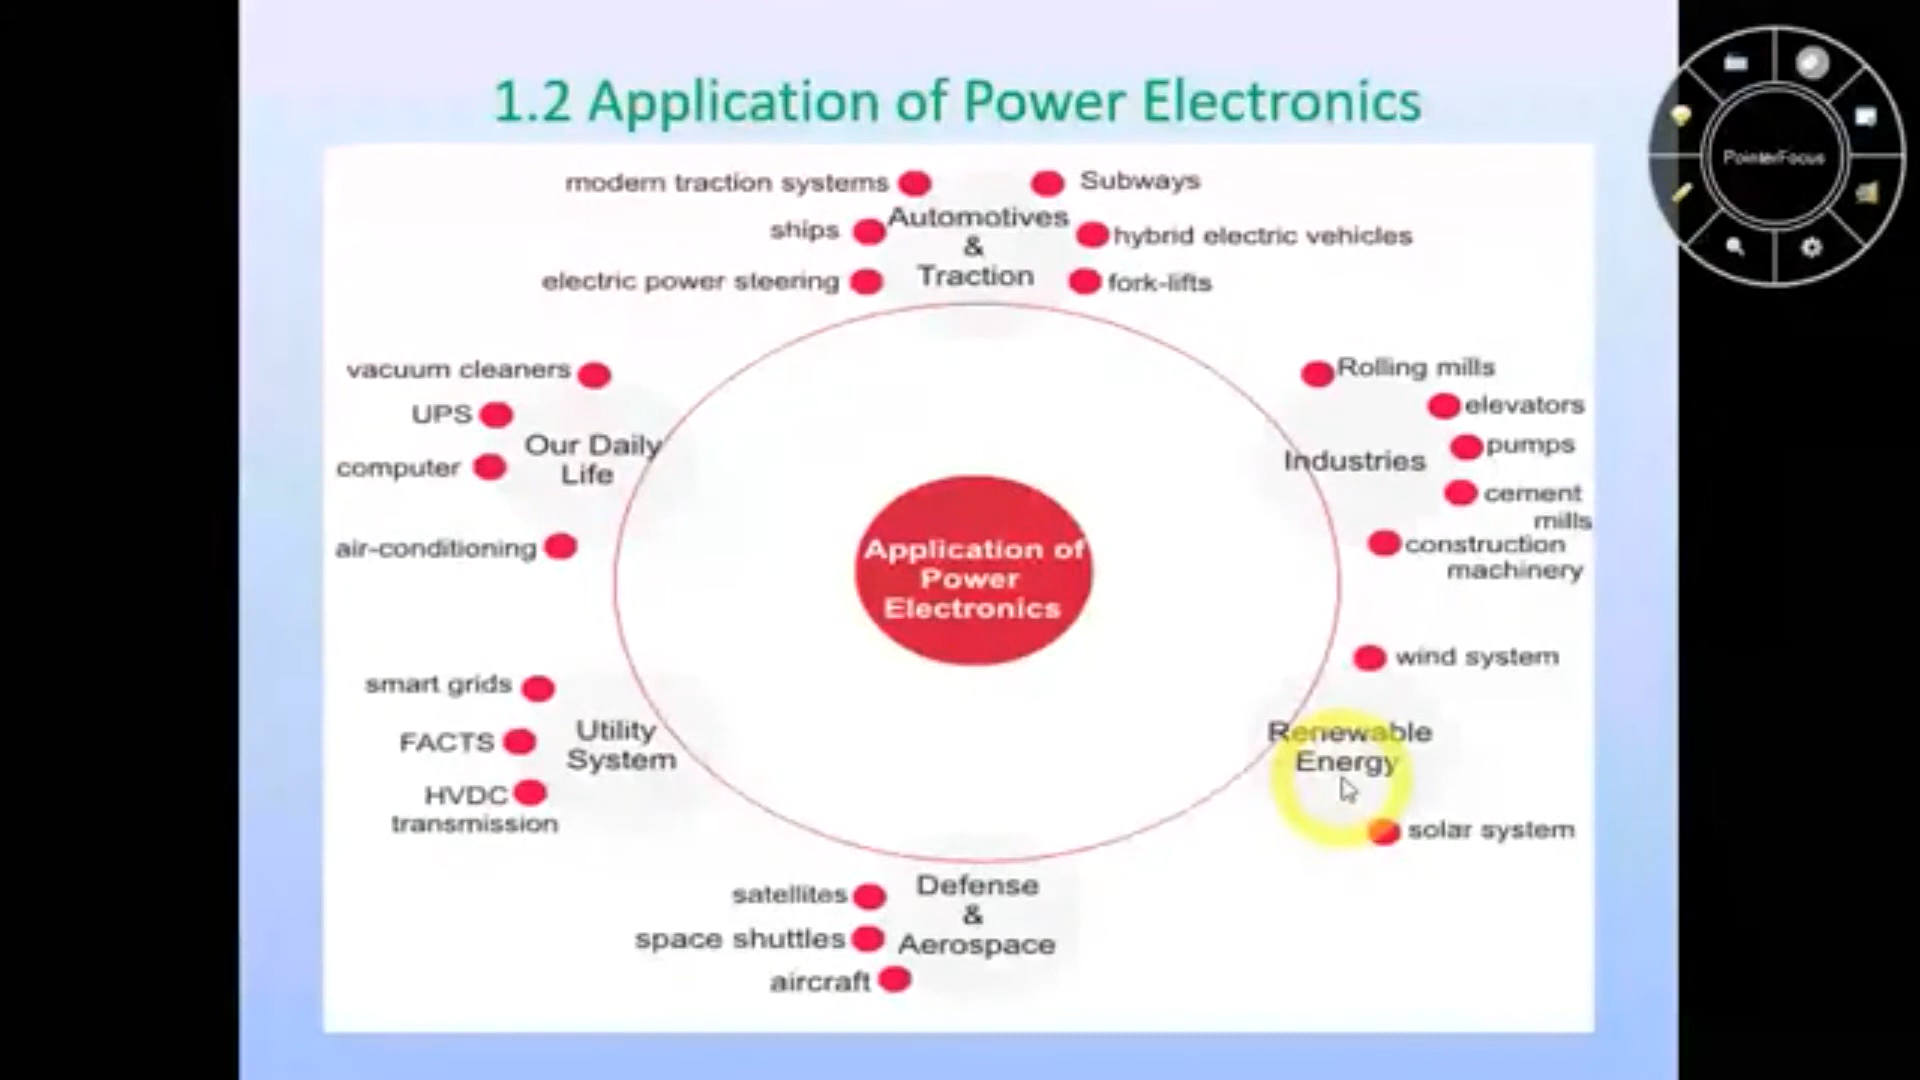 1.2 Application of Power Electronics
PointerFocus
modern traction systems
Subways
ships
Automotives
&
Traction
hybrid electric vehicles
electric power steering
fork-lifts
vacuum cleaners
UPS
Our Daily
Life
computer
air-conditioning
Rolling mills
elevators
pumps
Industries
cement
mills
construction
machinery
Application of
Power
Electronics
wind system
Renewable
Energy
solar system
smart grids
FACTS
Utility
System
HVDC
transmission
satellites
Defense
&
Aerospace
space shuttles
aircraft